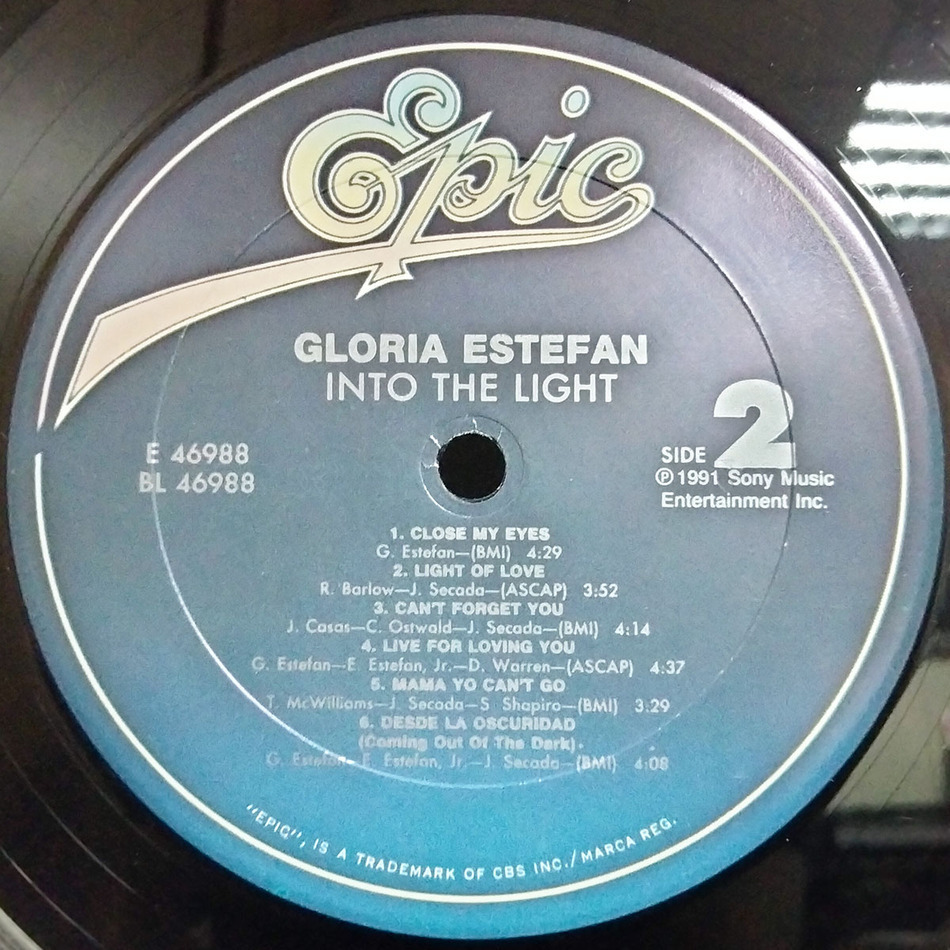 Epic
GLORIA ESTEFAN
INTO THE LIGHT
E 46988
BL 46988
SIDE 2
℗ 1991 Sony Music
Entertainment Inc.
1. CLOSE MY EYES
G. Estefan—(BMI) 4:29
2. LIGHT OF LOVE
R. Barlow—J. Secada—(ASCAP) 3:52
3. CAN'T FORGET YOU
J. Casas—C. Ostwald—J. Secada—(BMI) 4:14
4. LIVE FOR LOVING YOU
G. Estefan—E. Estefan, Jr.—D. Warren—(ASCAP) 4:37
5. MAMA YO CAN'T GO
T. McWilliams—J. Secada—S. Shapiro—(BMI) 3:29
6. DESDE LA OSCURIDAD
(Coming Out Of The Dark)
G. Estefan—E. Estefan, Jr.—J. Secada—(BMI) 4:08
"EPIC", IS A TRADEMARK OF CBS INC./MARCA REG.